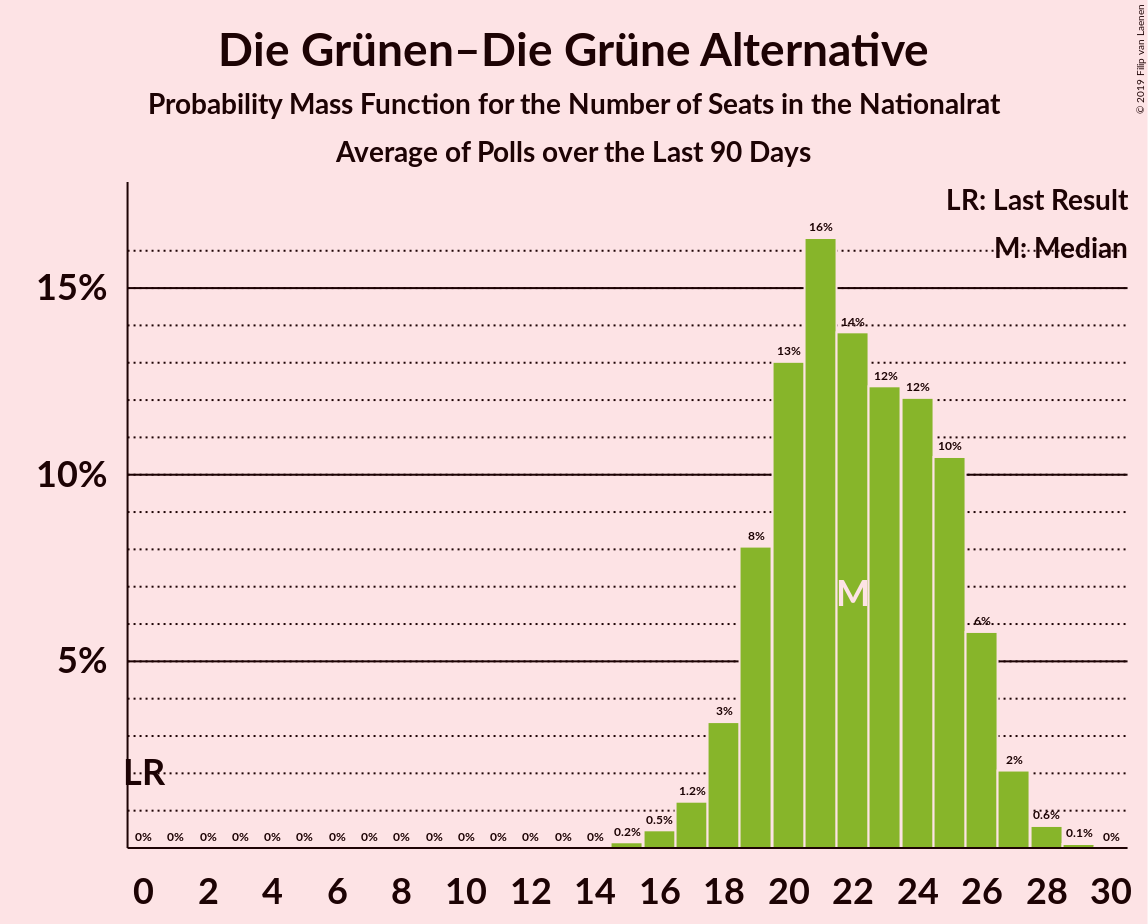 Die Grünen–Die Grüne Alternative
Probability Mass Function for the Number of Seats in the Nationalrat
Average of Polls over the Last 90 Days
© 2019 Filip van Laenen
LR: Last Result
M: Median
15%
10%
5%
16%
14%
13%
12%
12%
10%
8%
6%
3%
2%
1.2%
0.6%
0.5%
0.2%
0.1%
0% 0% 0% 0% 0% 0% 0% 0% 0% 0% 0% 0% 0% 0% 0% 0%
M
LR
0 2 4 6 8 10 12 14 16 18 20 22 24 26 28 30